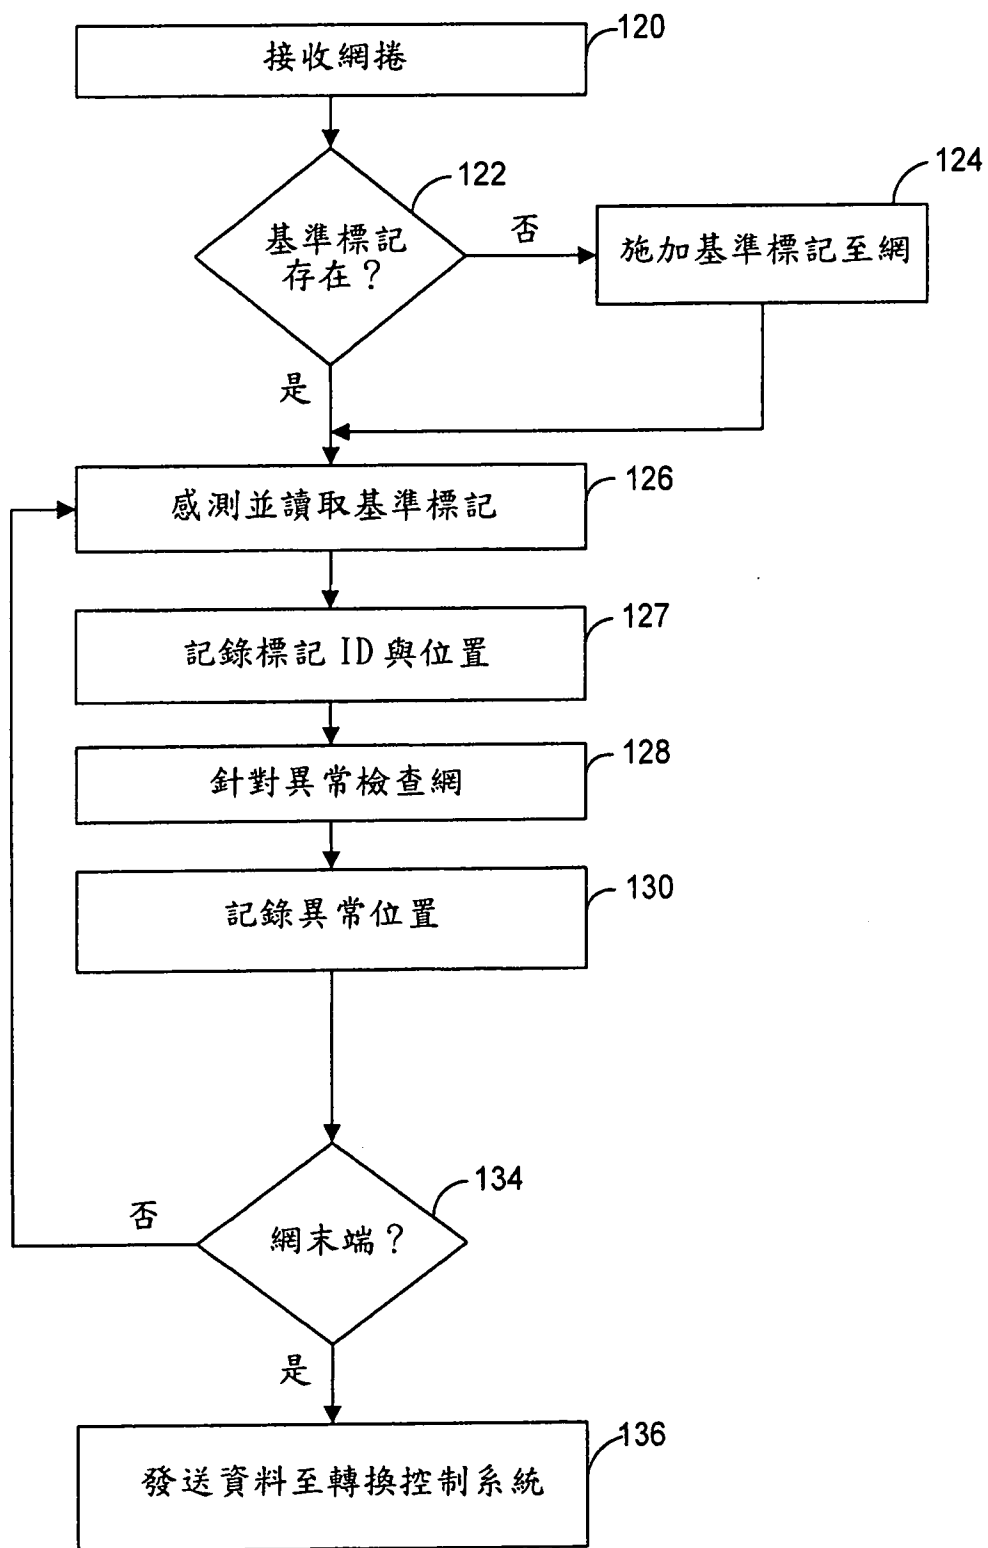 接收網捲
120
122
124
基準標記
存在？
否
施加基準標記至網
是
感測並讀取基準標記
126
記錄標記 ID 與位置
127
針對異常檢查網
128
記錄異常位置
130
134
否
網末端？
是
發送資料至轉換控制系統
136